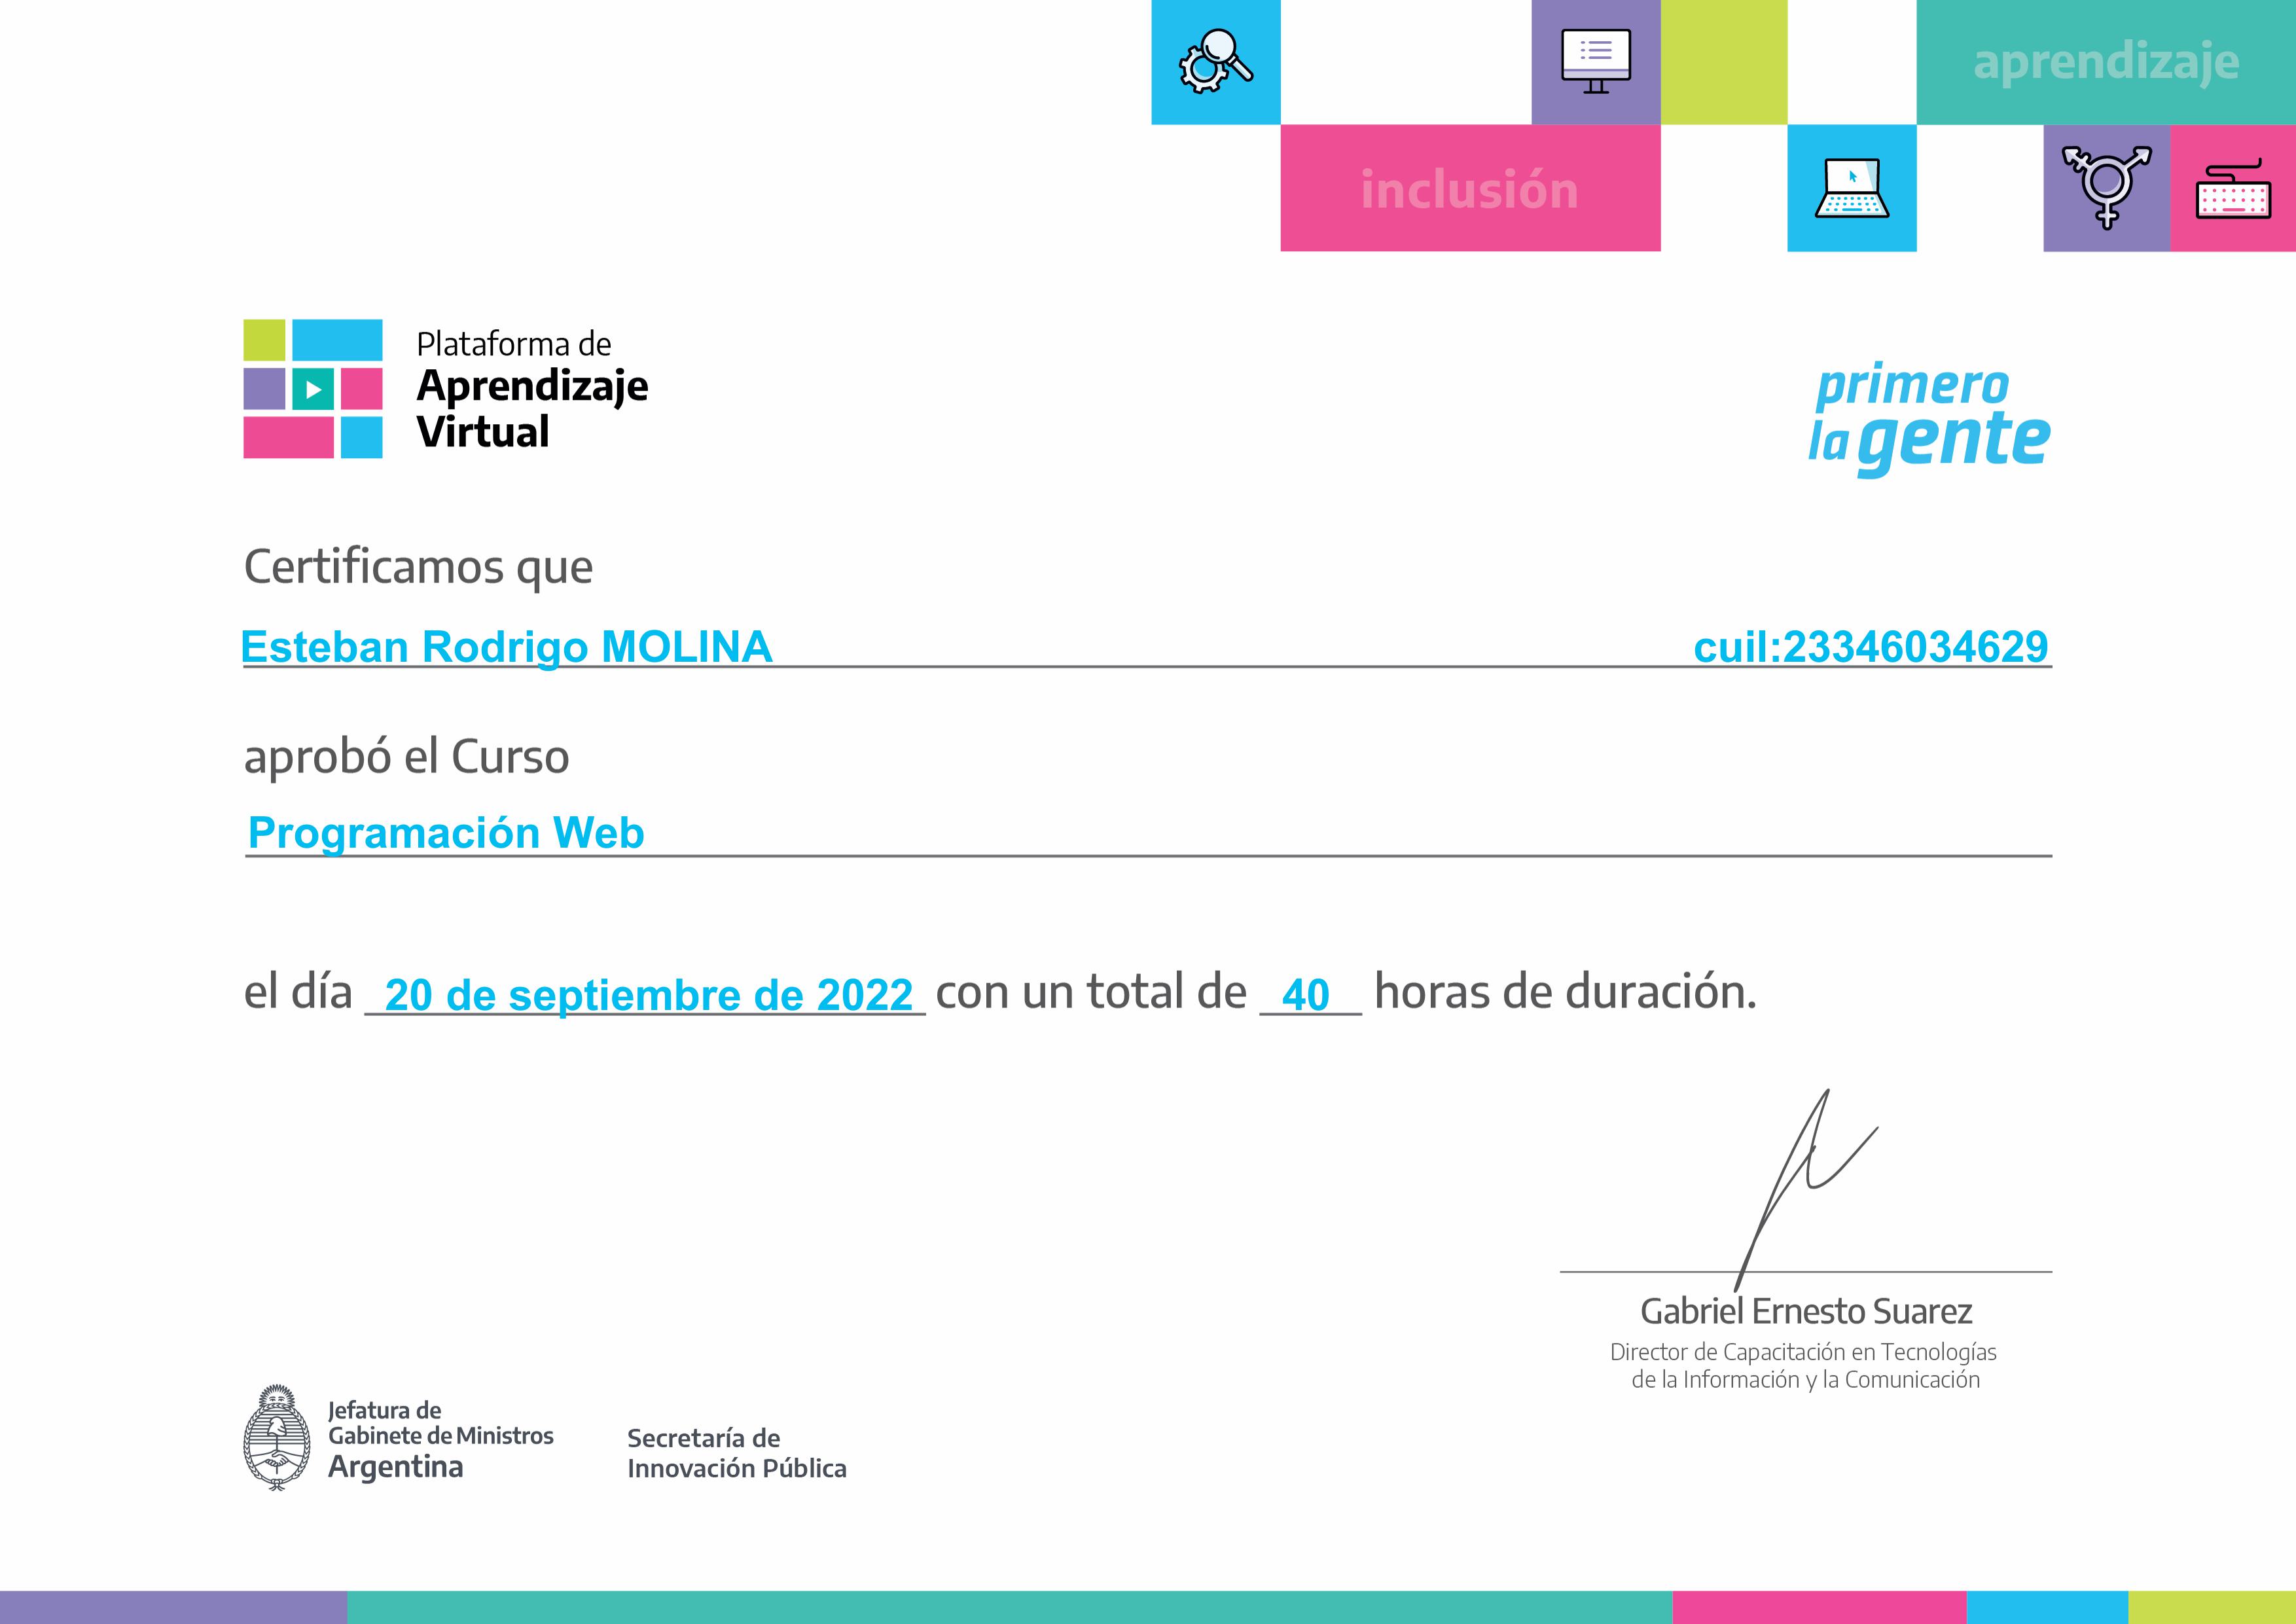 aprendizaje
inclusión
Plataforma de
Aprendizaje
Virtual
primero
la gente
Certificamos que
Esteban Rodrigo MOLINA cuil:23346034629
aprobó el Curso
Programación Web
el día 20 de septiembre de 2022 con un total de 40 horas de duración.
Gabriel Ernesto Suarez
Director de Capacitación en Tecnologías
de la Información y la Comunicación
Jefatura de
Gabinete de Ministros
Argentina
Secretaría de
Innovación Pública